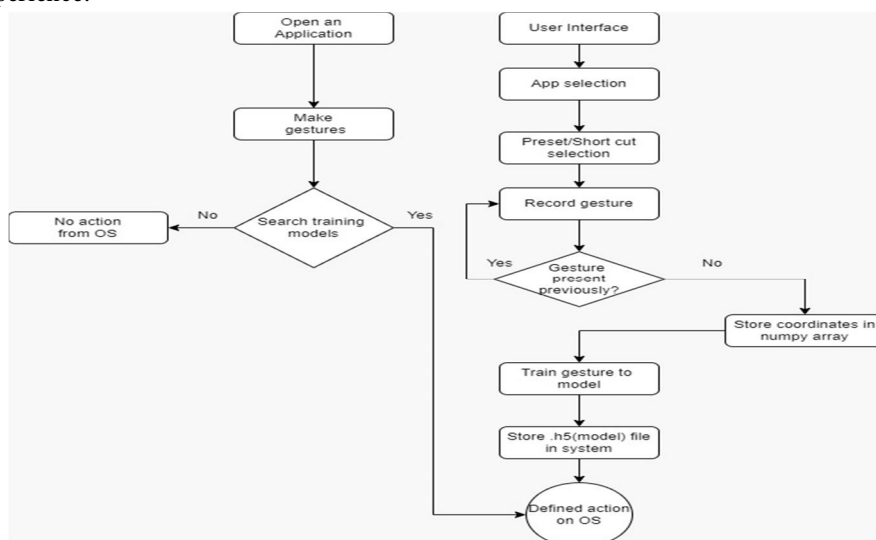 perience.
Open an
Application
User Interface
App selection
Make
gestures
Preset/Short cut
selection
Record gesture
No action
from OS
No
Search training
models
Yes
Yes
Gesture
present
previously?
No
Store coordinates in
numpy array
Train gesture to
model
Store .h5(model) file
in system
Defined action
on OS